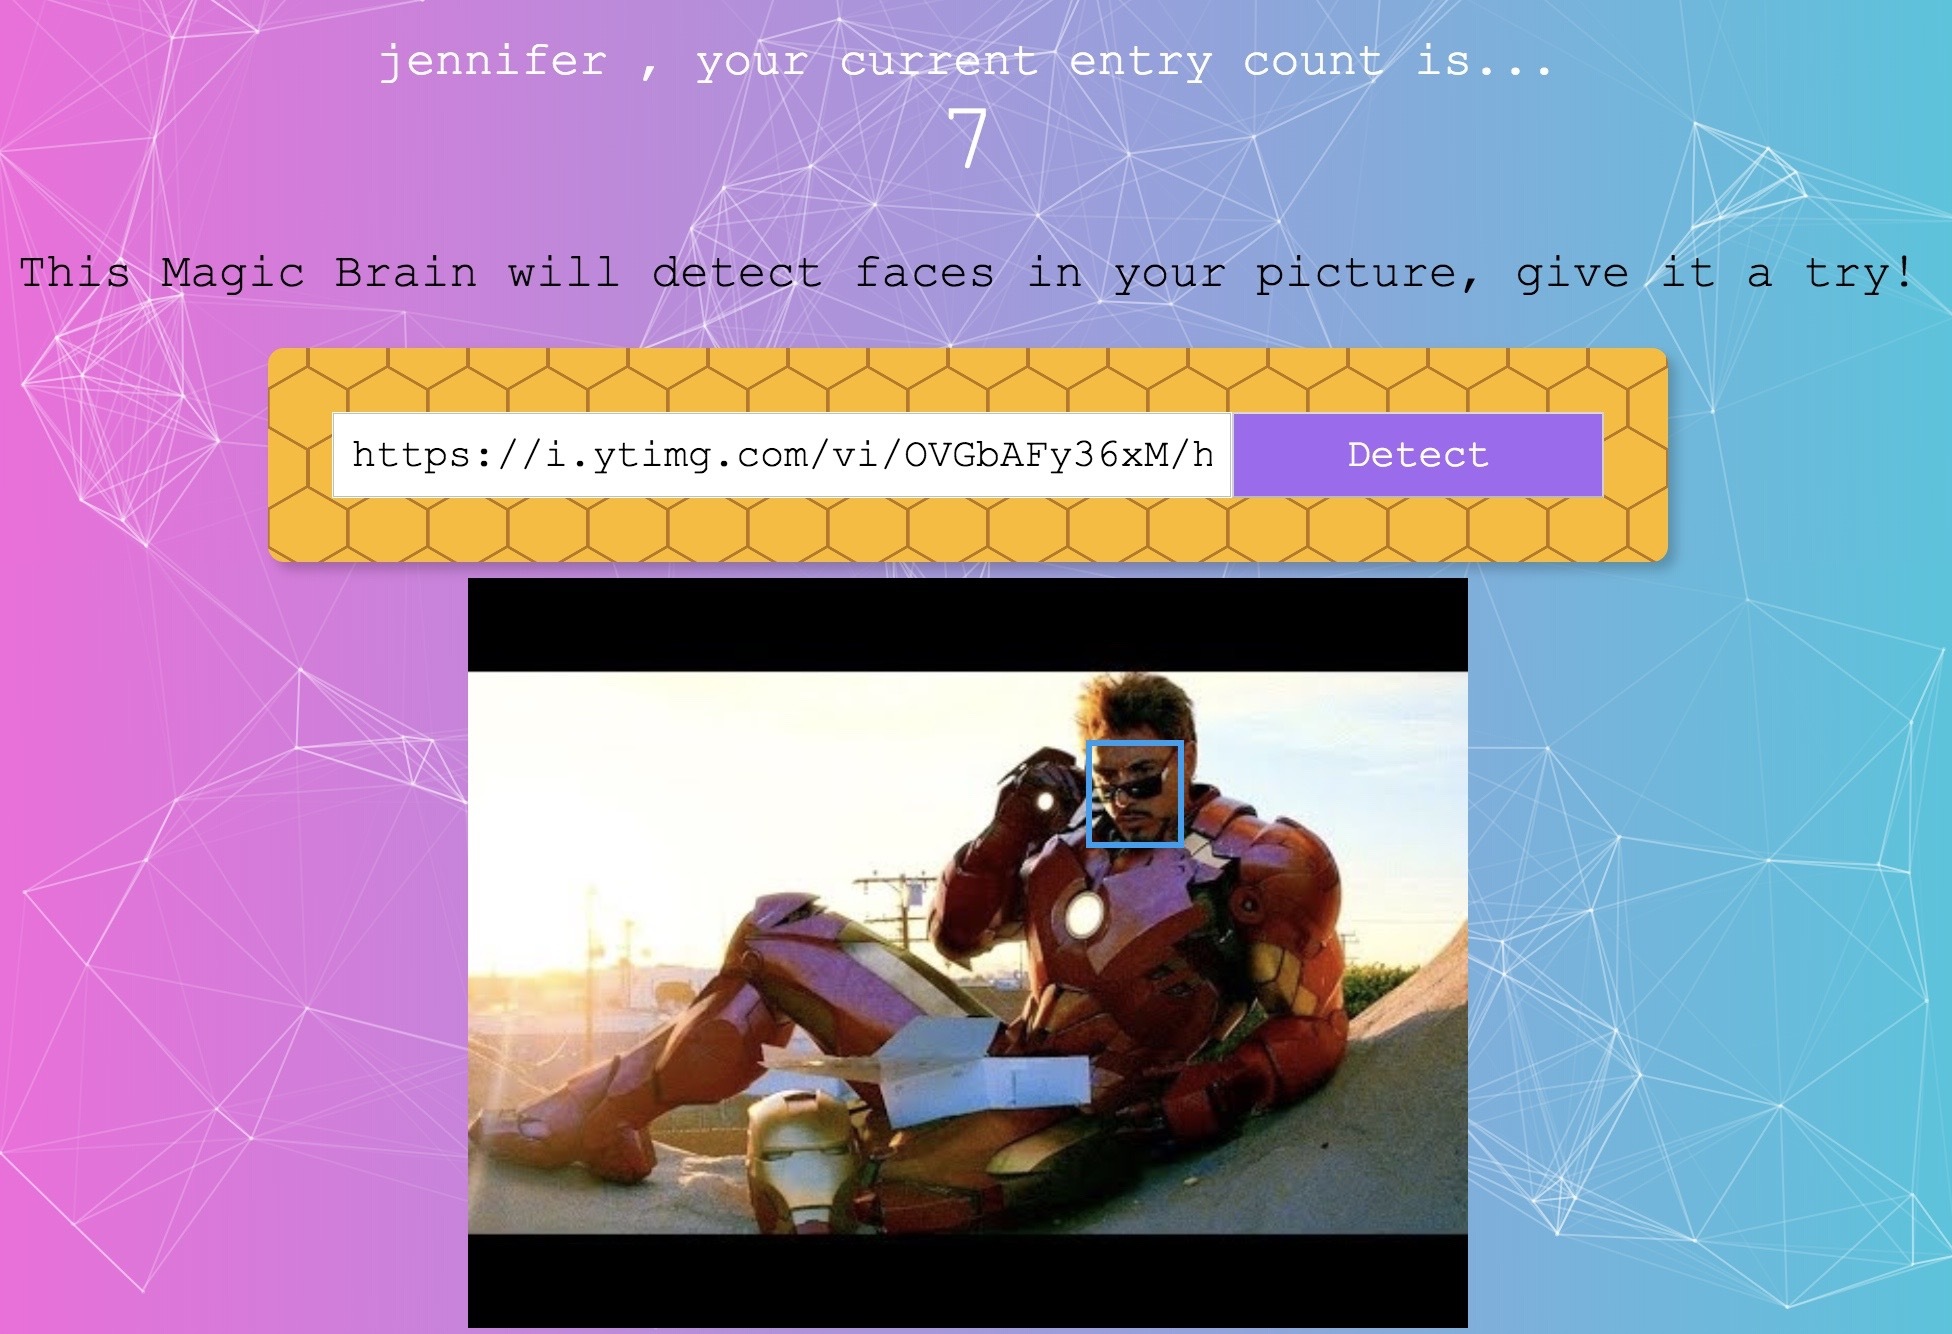 jennifer , your current entry count is...
7
This Magic Brain will detect faces in your picture, give it a try!
https://i.ytimg.com/vi/OVGbAFy36xM/h
Detect